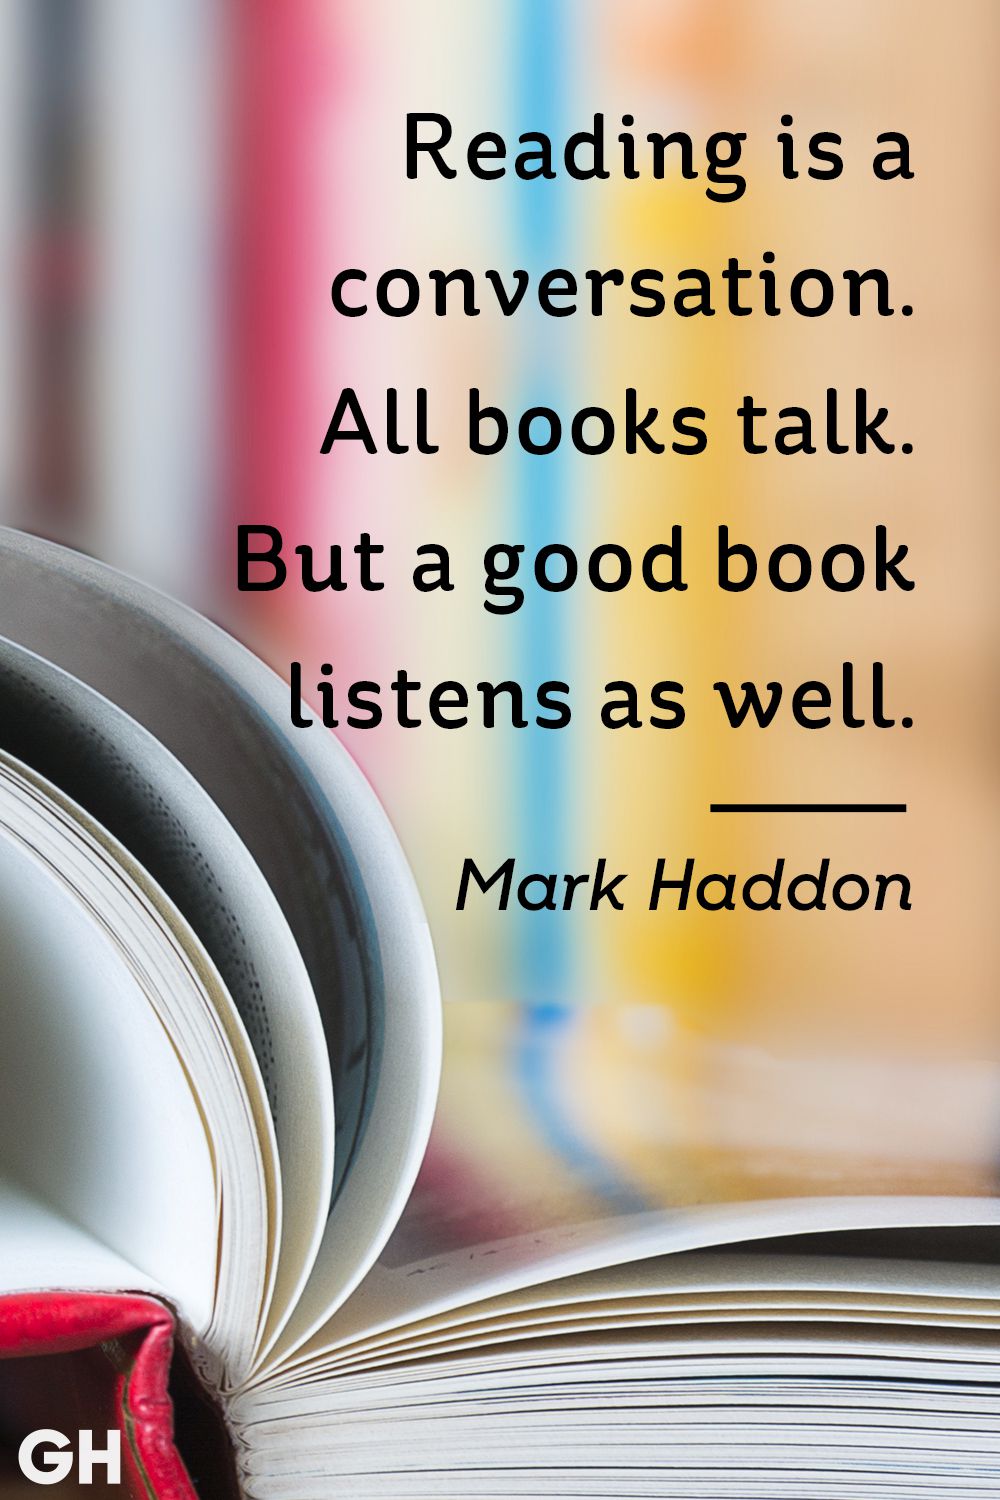 Reading is a
conversation.
All books talk.
But a good book
listens as well.
Mark Haddon
GH